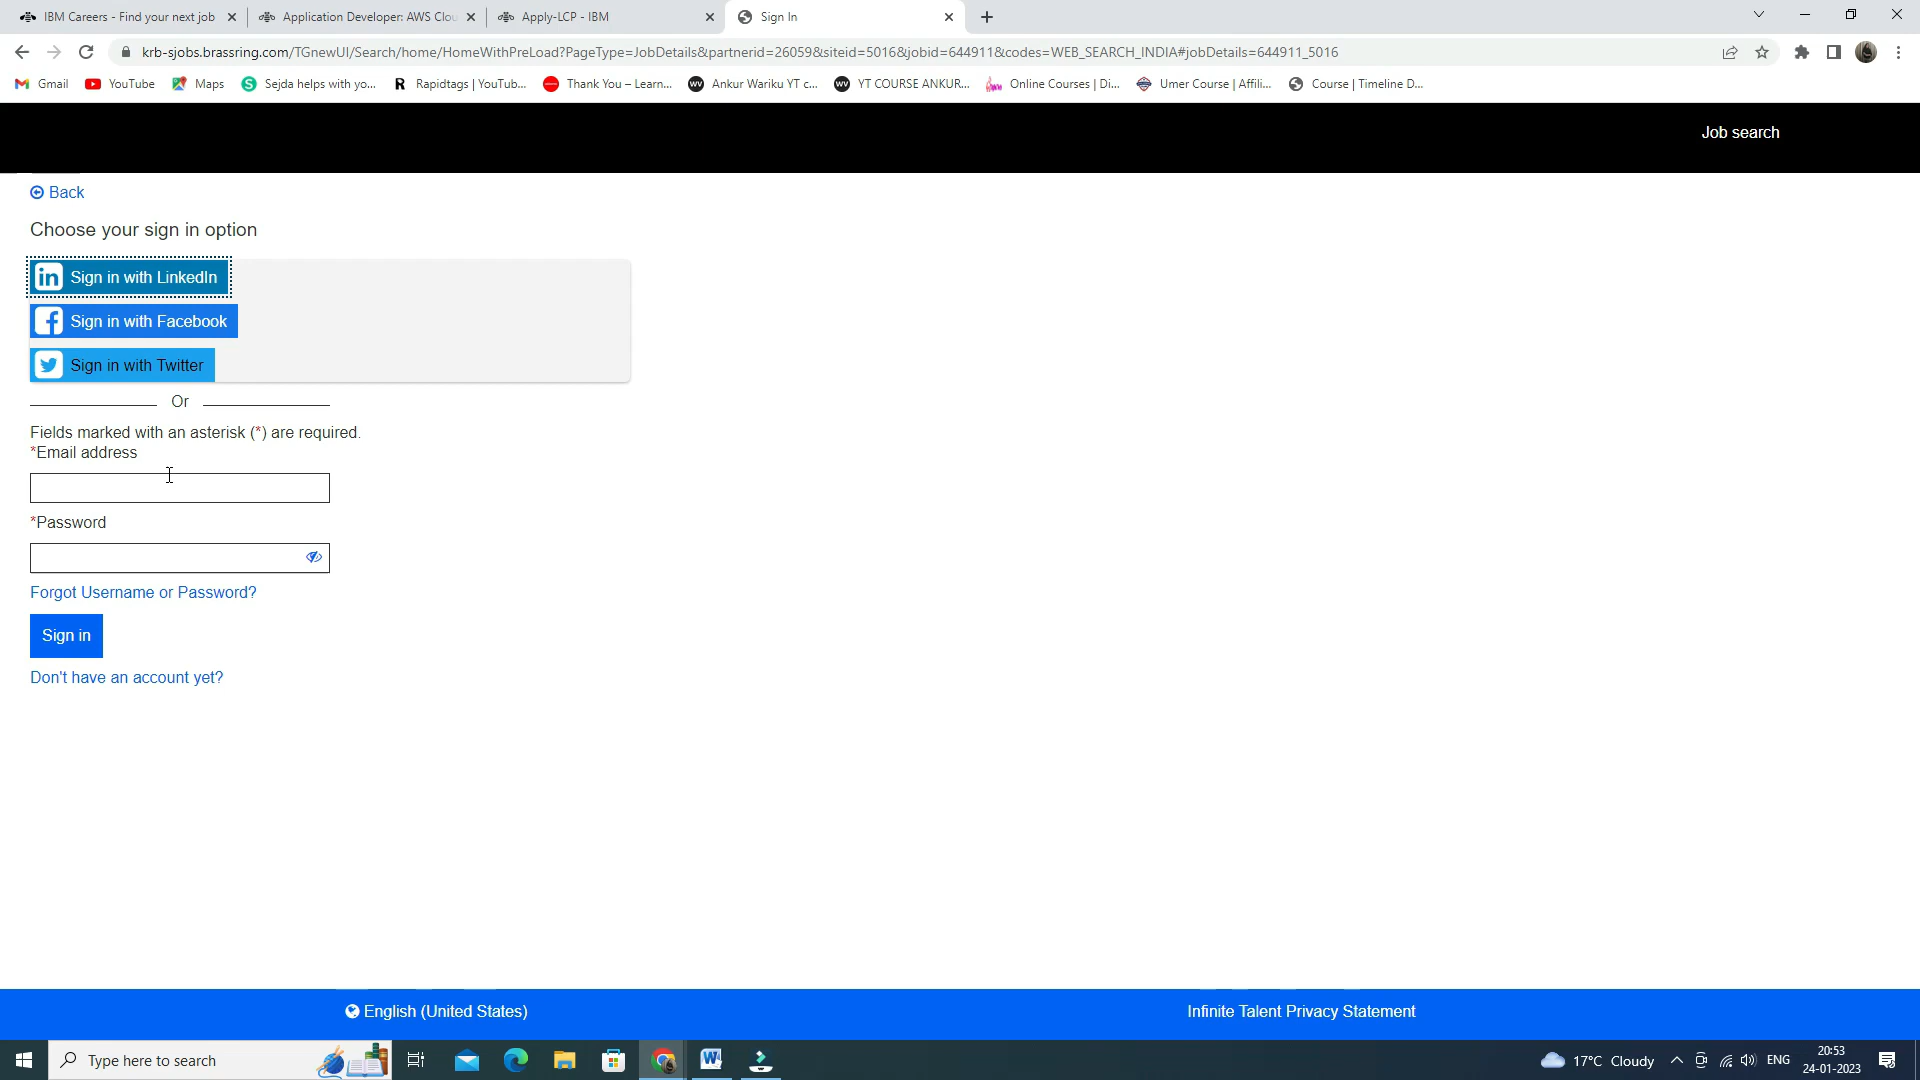 IBM Careers - Find your next job
Application Developer: AWS Clou
Apply-LCP - IBM
Sign In
krb-sjobs.brassring.com/TGnewUI/Search/home/HomeWithPreLoad?PageType=JobDetails&partnerid=26059&siteid=5016&jobid=644911&codes=WEB_SEARCH_INDIA#jobDetails=644911_5016
Gmail
YouTube
Maps
Sejda helps with yo...
Rapidtags | YouTub...
Thank You – Learn...
Ankur Wariku YT c...
YT COURSE ANKUR...
Online Courses | Di...
Umer Course | Affili...
Course | Timeline D...
Job search
Back
Choose your sign in option
Sign in with LinkedIn
Sign in with Facebook
Sign in with Twitter
Or
Fields marked with an asterisk (*) are required.
*Email address
*Password
Forgot Username or Password?
Sign in
Don't have an account yet?
English (United States)
Infinite Talent Privacy Statement
Type here to search
17°C Cloudy
ENG
20:53
24-01-2023